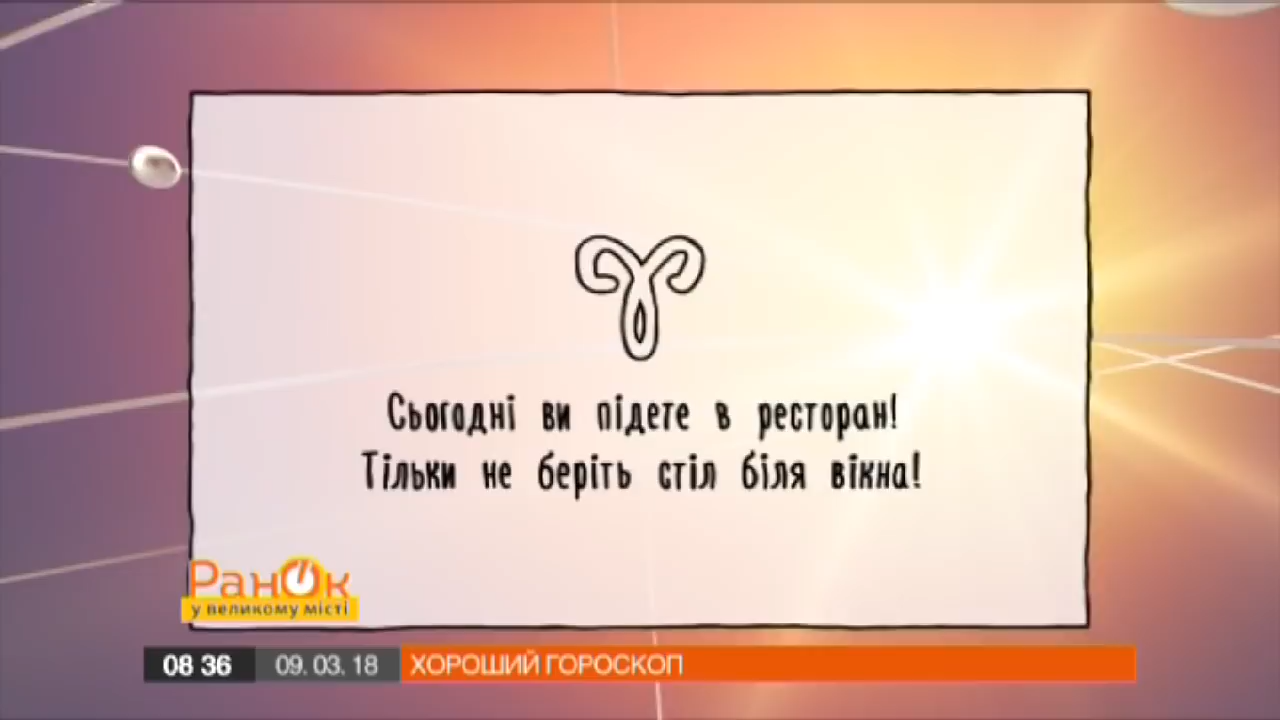 Сьогодні ви підете в ресторан!
Тільки не беріть стіл біля вікна!
Ранок
у великому місті
08 36 09. 03. 18 ХОРОШИЙ ГОРОСКОП